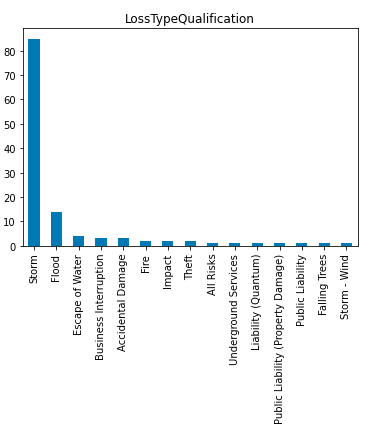 LossTypeQualification
80
70
60
50
40
30
20
10
0
Storm
Flood
Escape of Water
Business Interruption
Accidental Damage
Fire
Impact
Theft
All Risks
Underground Services
Liability (Quantum)
Public Liability (Property Damage)
Public Liability
Falling Trees
Storm - Wind